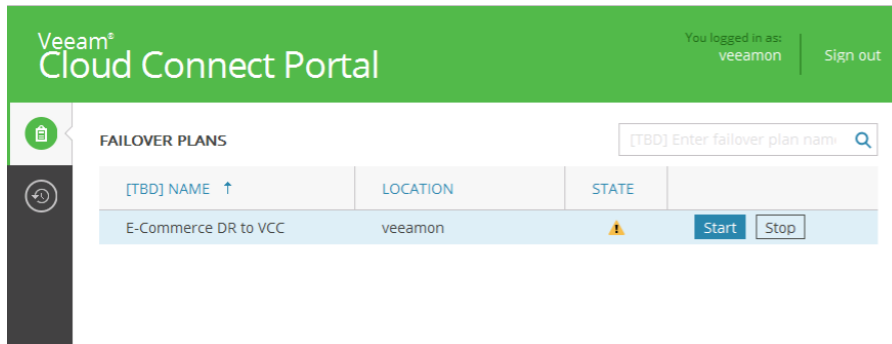 Veeam®
Cloud Connect Portal
You logged in as:
veeamon
Sign out
FAILOVER PLANS
[TBD] Enter failover plan nam
[TBD] NAME ↑ LOCATION STATE
E-Commerce DR to VCC veeamon Start Stop